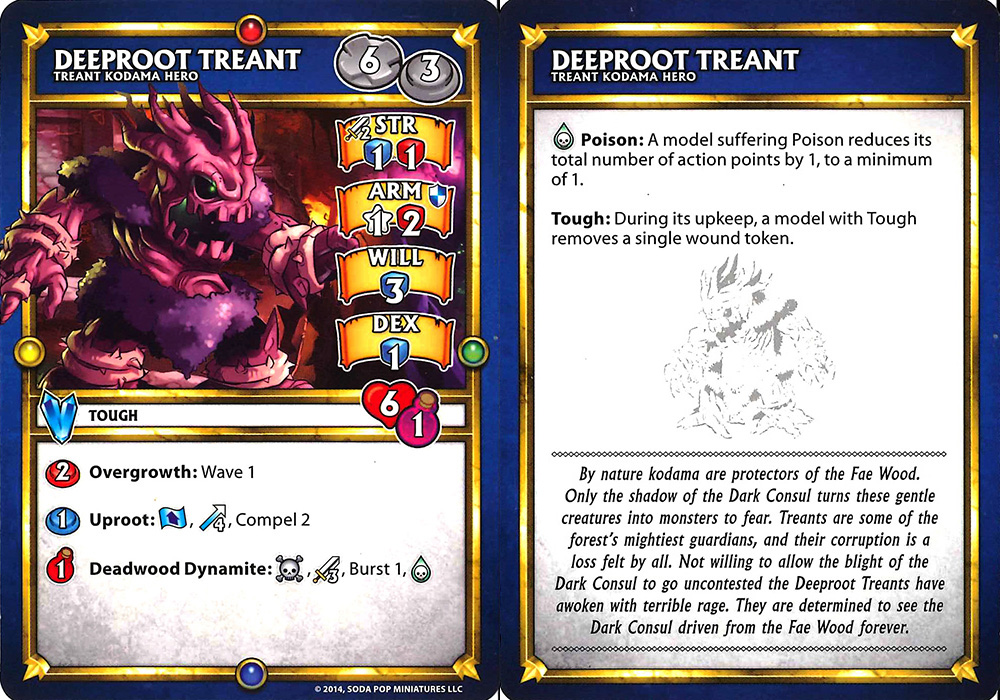 DEEPROOT TREANT
TREANT KODAMA HERO
6
3
2 STR
1 1
ARM
1 2
WILL
3
DEX
1
TOUGH
6
1
2 Overgrowth: Wave 1
1 Uproot: , 4, Compel 2
1 Deadwood Dynamite: , 3, Burst 1,
© 2014, SODA POP MINIATURES LLC
DEEPROOT TREANT
TREANT KODAMA HERO
Poison: A model suffering Poison reduces its
total number of action points by 1, to a minimum
of 1.
Tough: During its upkeep, a model with Tough
removes a single wound token.
By nature kodama are protectors of the Fae Wood.
Only the shadow of the Dark Consul turns these gentle
creatures into monsters to fear. Treants are some of the
forest's mightiest guardians, and their corruption is a
loss felt by all. Not willing to allow the blight of the
Dark Consul to go uncontested the Deeproot Treants have
awoken with terrible rage. They are determined to see the
Dark Consul driven from the Fae Wood forever.